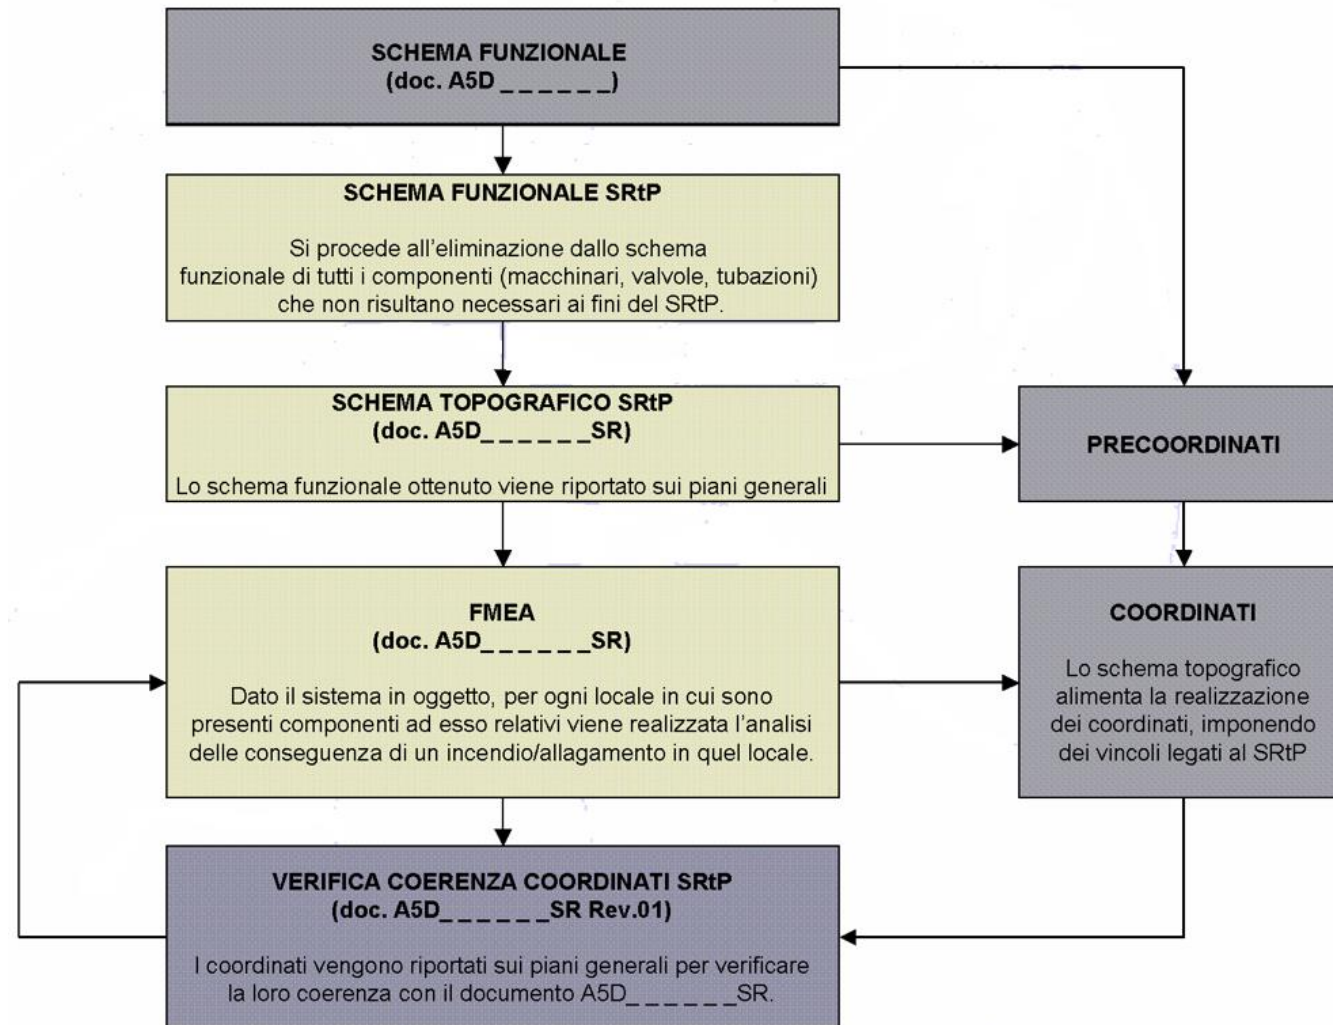 SCHEMA FUNZIONALE
(doc. A5D _ _ _ _ _ _)
SCHEMA FUNZIONALE SRtP
Si procede all'eliminazione dallo schema
funzionale di tutti i componenti (macchinari, valvole, tubazioni)
che non risultano necessari ai fini del SRtP.
SCHEMA TOPOGRAFICO SRtP
(doc. A5D_ _ _ _ _ _SR)
Lo schema funzionale ottenuto viene riportato sui piani generali
PRECOORDINATI
FMEA
(doc. A5D_ _ _ _ _ _SR)
Dato il sistema in oggetto, per ogni locale in cui sono
presenti componenti ad esso relativi viene realizzata l'analisi
delle conseguenza di un incendio/allagamento in quel locale.
COORDINATI
Lo schema topografico
alimenta la realizzazione
dei coordinati, imponendo
dei vincoli legati al SRtP
VERIFICA COERENZA COORDINATI SRtP
(doc. A5D_ _ _ _ _ _SR Rev.01)
I coordinati vengono riportati sui piani generali per verificare
la loro coerenza con il documento A5D_ _ _ _ _ _SR.